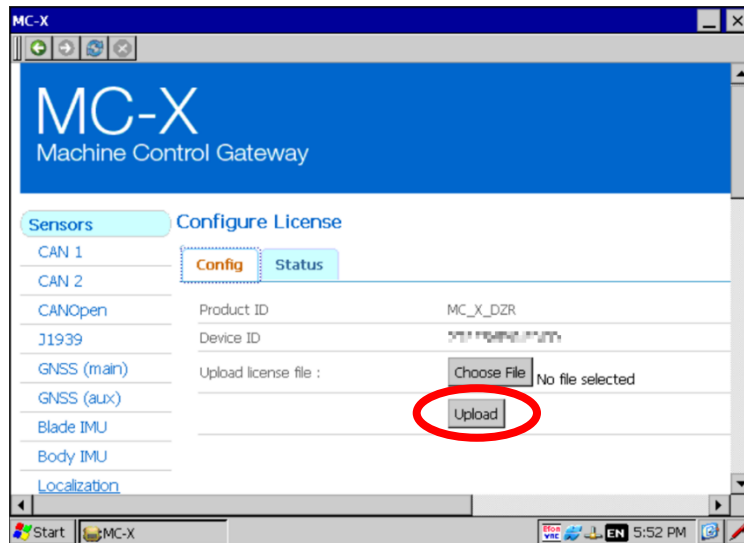 MC-X
MC-X
Machine Control Gateway
Sensors
CAN 1
CAN 2
CANOpen
J1939
GNSS (main)
GNSS (aux)
Blade IMU
Body IMU
Localization
Configure License
Config Status
Product ID MC_X_DZR
Device ID
Upload license file : Choose File No file selected
Upload
Start MC-X EN 5:52 PM